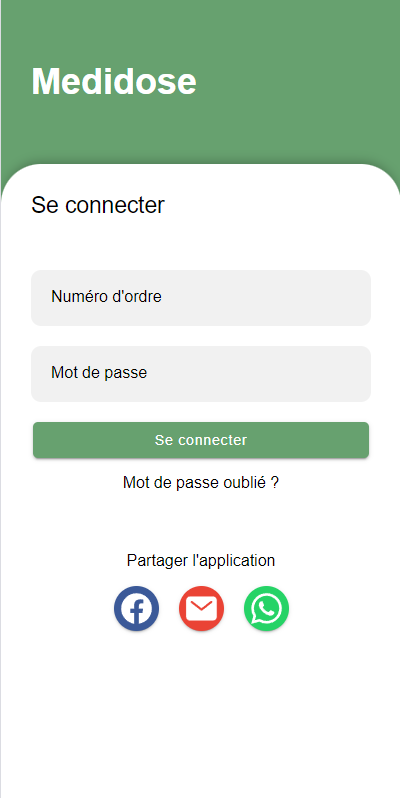 Medidose
Se connecter
Numéro d'ordre
Mot de passe
Se connecter
Mot de passe oublié ?
Partager l'application